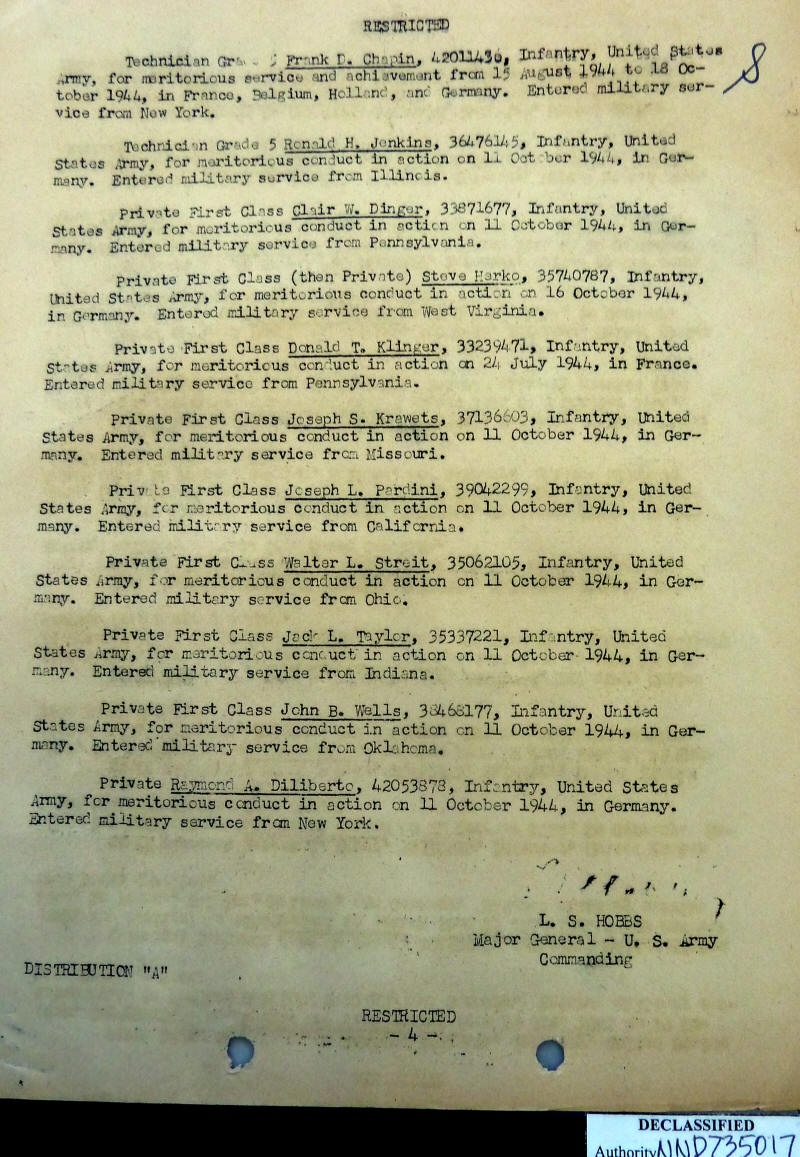 RESTRICTED
8
Technician 5 Frank D. Chapin, 42011436, Infantry, United States
Army, for meritorious service and achievement from 15 August 1944 to 18 Oc-
tober 1944, in France, Belgium, Holland, and Germany. Entered military ser-
vice from New York.
Technician Grade 5 Ronald H. Jenkins, 36476145, Infantry, United
States Army, for meritorious conduct in action on 11 October 1944, in Ger-
many. Entered military service from Illinois.
Private First Class Clair W. Dinger, 33871677, Infantry, United
States Army, for meritorious conduct in action on 11 October 1944, in Ger-
many. Entered military service from Pennsylvania.
Private First Class (then Private) Steve Harko, 35740787, Infantry,
United States Army, for meritorious conduct in action on 16 October 1944,
in Germany. Entered military service from West Virginia.
Private First Class Donald T. Klinger, 33239471, Infantry, United
States Army, for meritorious conduct in action on 24 July 1944, in France.
Entered military service from Pennsylvania.
Private First Class Joseph S. Krawets, 37136603, Infantry, United
States Army, for meritorious conduct in action on 11 October 1944, in Ger-
many. Entered military service from Missouri.
Private First Class Joseph L. Pardini, 39042299, Infantry, United
States Army, for meritorious conduct in action on 11 October 1944, in Ger-
many. Entered military service from California.
Private First Class Walter L. Streit, 35062105, Infantry, United
States Army, for meritorious conduct in action on 11 October 1944, in Ger-
many. Entered military service from Ohio.
Private First Class Jack L. Taylor, 35337221, Infantry, United
States Army, for meritorious conduct in action on 11 October 1944, in Ger-
many. Entered military service from Indiana.
Private First Class John B. Wells, 38468177, Infantry, United
States Army, for meritorious conduct in action on 11 October 1944, in Ger-
many. Entered military service from Oklahoma.
Private Raymond A. Diliberto, 42053878, Infantry, United States
Army, for meritorious conduct in action on 11 October 1944, in Germany.
Entered military service from New York.
L. S. HOBBS
Major General - U. S. Army
Commanding
DISTRIBUTION "A"
RESTRICTED
- 4 -
DECLASSIFIED
Authority NND735017